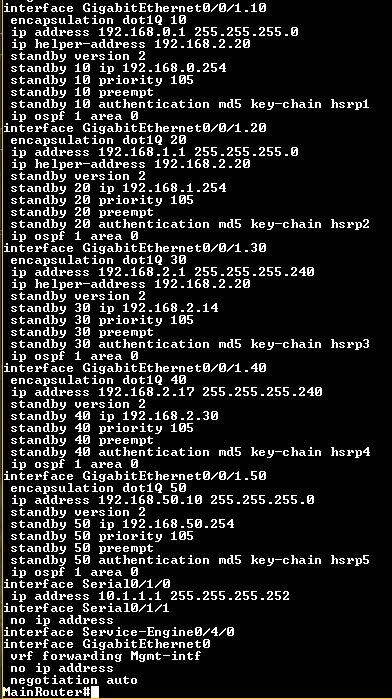 interface GigabitEthernet0/0/1.10
encapsulation dot1Q 10
ip address 192.168.0.1 255.255.255.0
ip helper-address 192.168.2.20
standby version 2
standby 10 ip 192.168.0.254
standby 10 priority 105
standby 10 preempt
standby 10 authentication md5 key-chain hsrp1
ip ospf 1 area 0
interface GigabitEthernet0/0/1.20
encapsulation dot1Q 20
ip address 192.168.1.1 255.255.255.0
ip helper-address 192.168.2.20
standby version 2
standby 20 ip 192.168.1.254
standby 20 priority 105
standby 20 preempt
standby 20 authentication md5 key-chain hsrp2
ip ospf 1 area 0
interface GigabitEthernet0/0/1.30
encapsulation dot1Q 30
ip address 192.168.2.1 255.255.255.240
ip helper-address 192.168.2.20
standby version 2
standby 30 ip 192.168.2.14
standby 30 priority 105
standby 30 preempt
standby 30 authentication md5 key-chain hsrp3
ip ospf 1 area 0
interface GigabitEthernet0/0/1.40
encapsulation dot1Q 40
ip address 192.168.2.17 255.255.255.240
standby version 2
standby 40 ip 192.168.2.30
standby 40 priority 105
standby 40 preempt
standby 40 authentication md5 key-chain hsrp4
ip ospf 1 area 0
interface GigabitEthernet0/0/1.50
encapsulation dot1Q 50
ip address 192.168.50.10 255.255.255.0
standby version 2
standby 50 ip 192.168.50.254
standby 50 priority 105
standby 50 preempt
standby 50 authentication md5 key-chain hsrp5
ip ospf 1 area 0
interface Serial0/1/0
ip address 10.1.1.1 255.255.255.252
interface Serial0/1/1
no ip address
interface Service-Engine0/4/0
interface GigabitEthernet0
vrf forwarding Mgmt-intf
no ip address
negotiation auto
MainRouter#